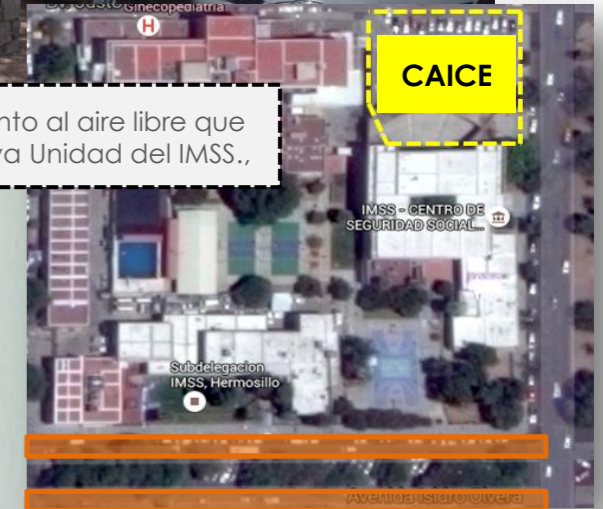 Ginecopediatria
H
CAICE
nto al aire libre que
va Unidad del IMSS.,
IMSS - CENTRO DE
SEGURIDAD SOCIAL...
Subdelegacion
IMSS, Hermosillo
Avenida Isidro Olvera